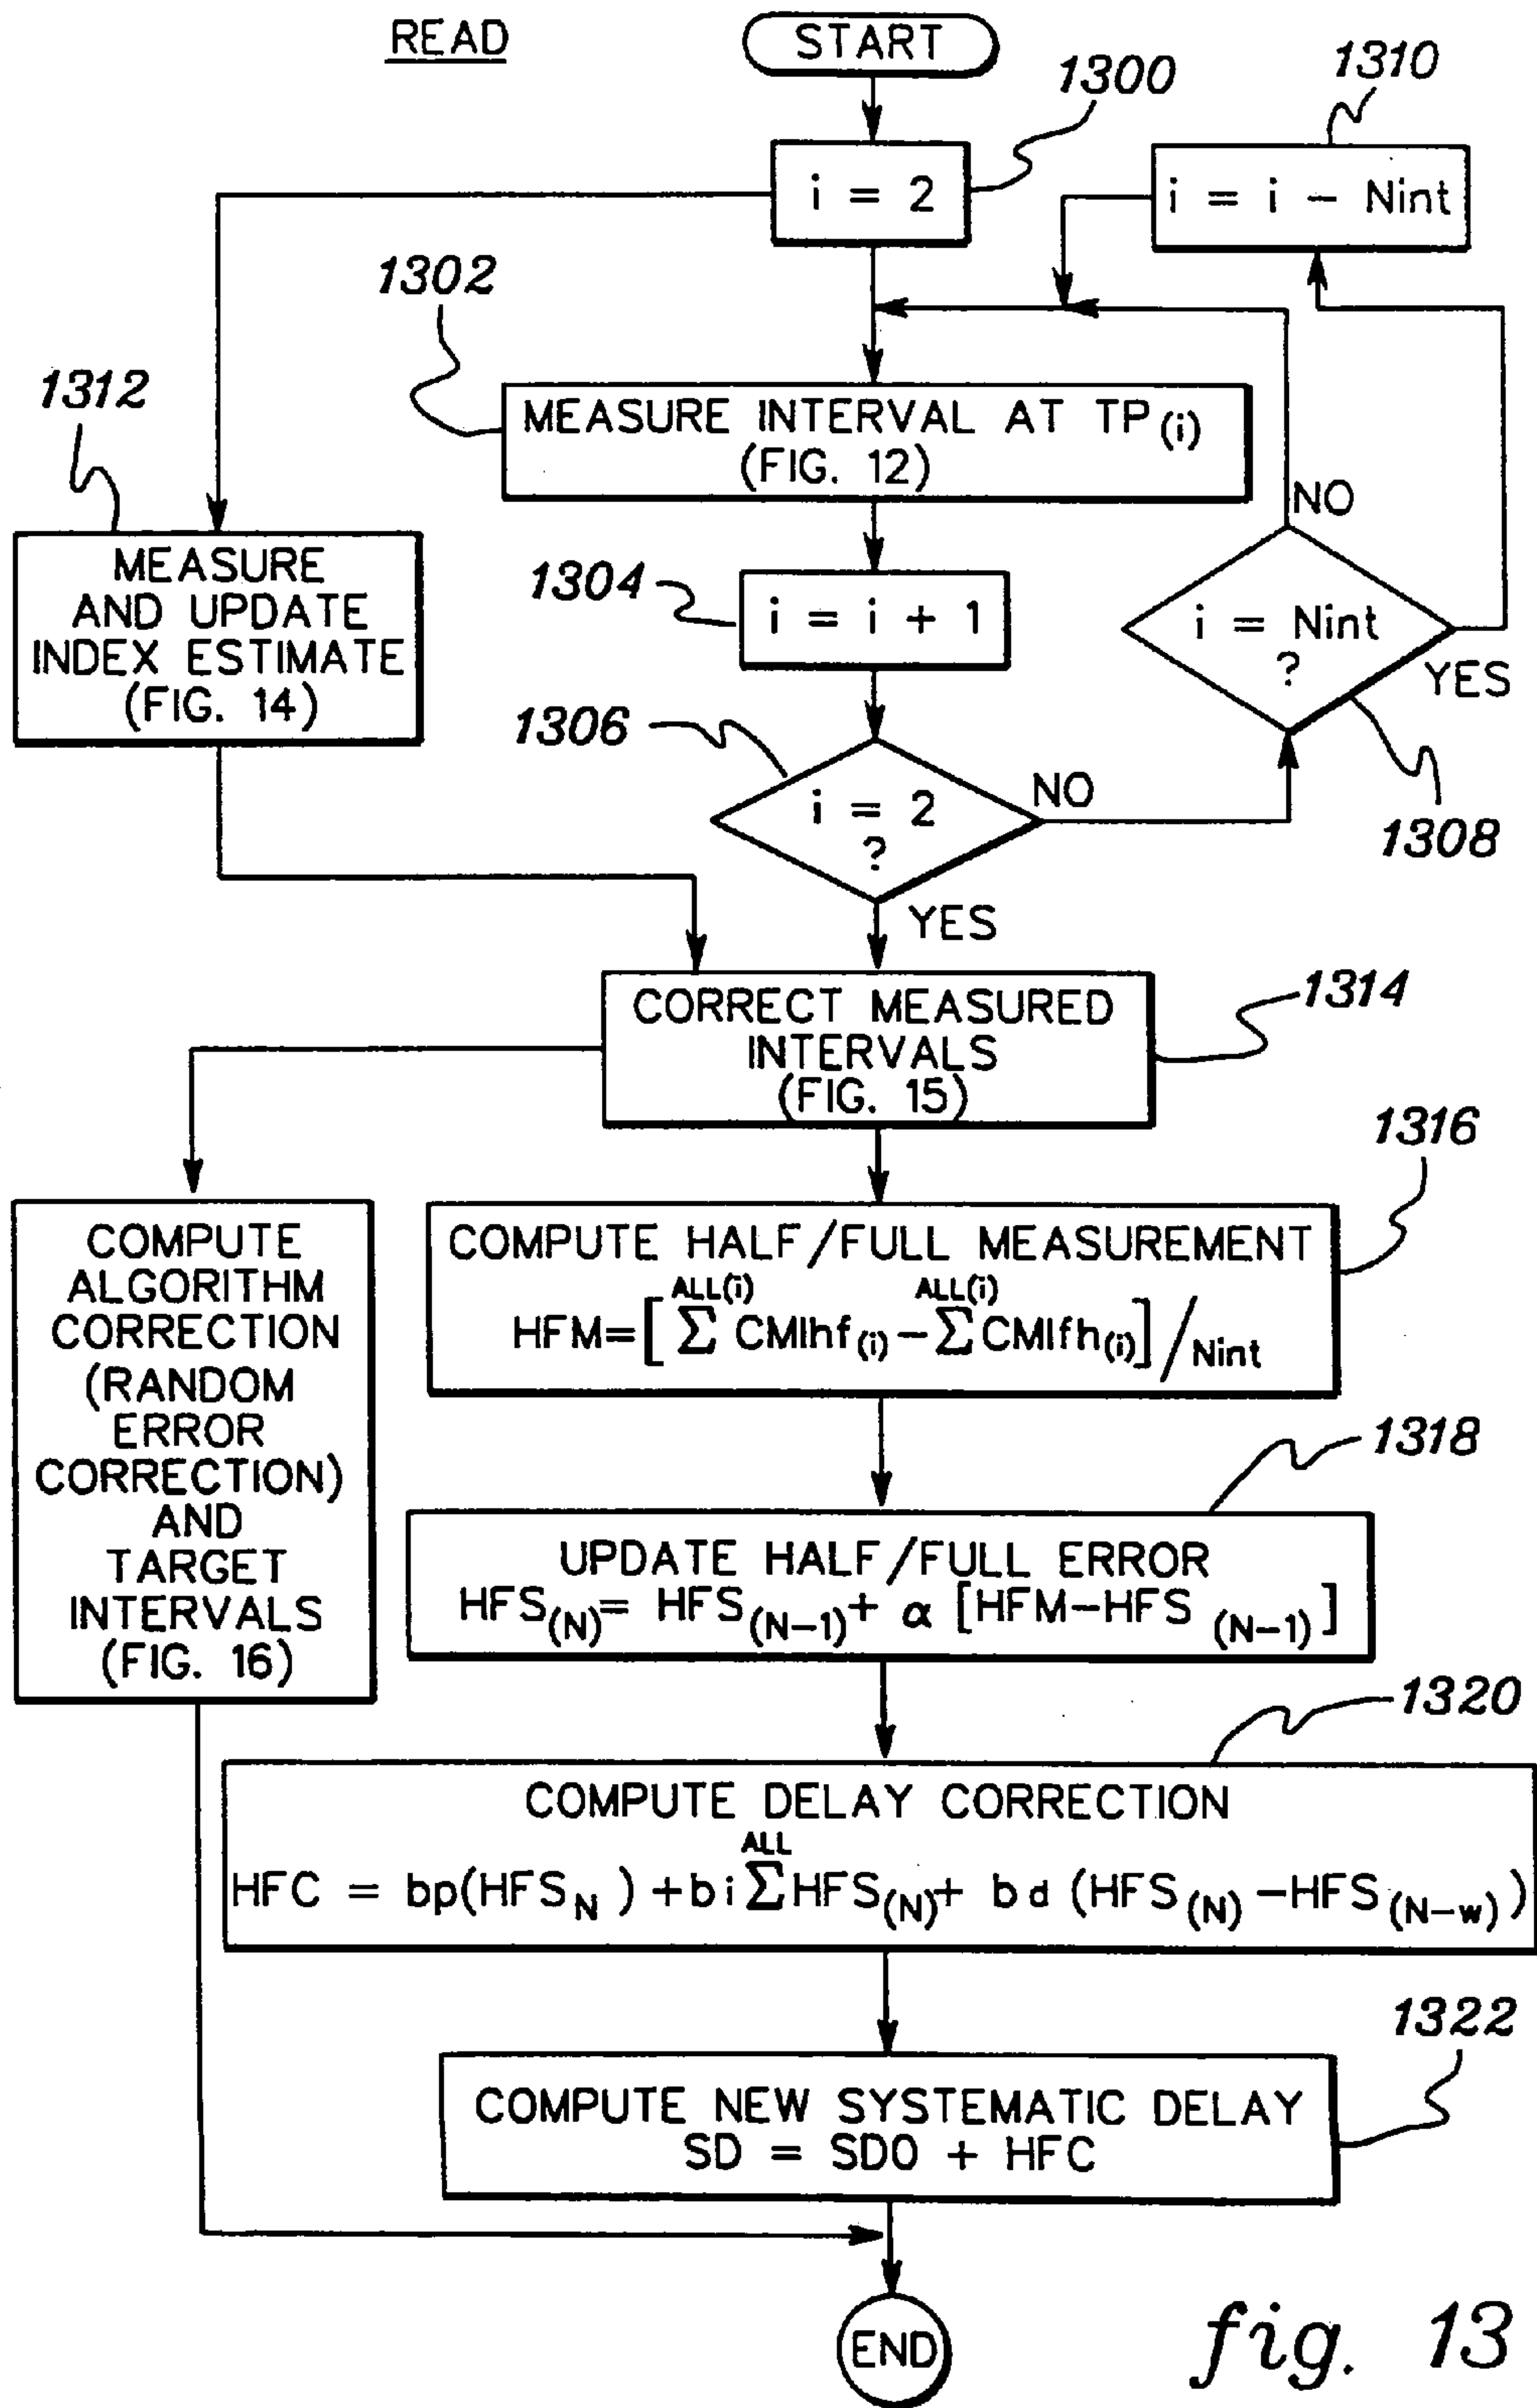 READ
START
1300
1310
i = 2
i = i - Nint
1302
1312
MEASURE INTERVAL AT TP(i)
(FIG. 12)
NO
MEASURE
AND UPDATE
INDEX ESTIMATE
(FIG. 14)
1304
i = i + 1
i = Nint
?
YES
1306
i = 2
?
NO
1308
YES
CORRECT MEASURED
INTERVALS
(FIG. 15)
1314
1316
COMPUTE
ALGORITHM
CORRECTION
(RANDOM
ERROR
CORRECTION)
AND
TARGET
INTERVALS
(FIG. 16)
COMPUTE HALF/FULL MEASUREMENT
ALL(i) ALL(i)
HFM=[ Σ CMIhf(i) - Σ CMIfh(i)] /Nint
1318
UPDATE HALF/FULL ERROR
HFS(N)= HFS(N-1)+ α [HFM-HFS (N-1)]
1320
COMPUTE DELAY CORRECTION
ALL
HFC = bp(HFSN) +bi Σ HFS(N)+ bd (HFS(N) -HFS(N-w))
1322
COMPUTE NEW SYSTEMATIC DELAY
SD = SD0 + HFC
END
fig. 13